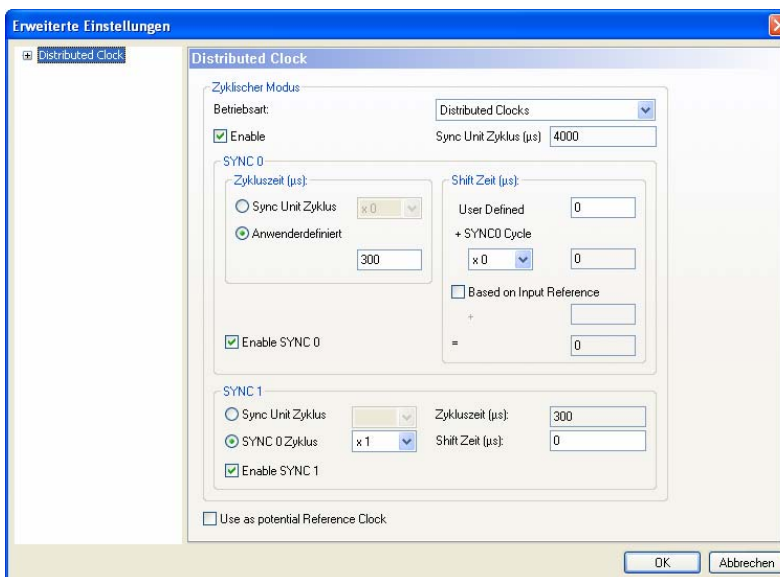 Erweiterte Einstellungen
Distributed Clock
Distributed Clock
Zyklischer Modus
Betriebsart:
Distributed Clocks
Enable
Sync Unit Zyklus (µs)
4000
SYNC 0
Zykluszeit (µs):
Sync Unit Zyklus
x 0
Anwenderdefiniert
300
Enable SYNC 0
Shift Zeit (µs):
User Defined
0
+ SYNC0 Cycle
x 0
0
Based on Input Reference
+
=
0
SYNC 1
Sync Unit Zyklus
Zykluszeit (µs):
300
SYNC 0 Zyklus
x 1
Shift Zeit (µs):
0
Enable SYNC 1
Use as potential Reference Clock
OK
Abbrechen